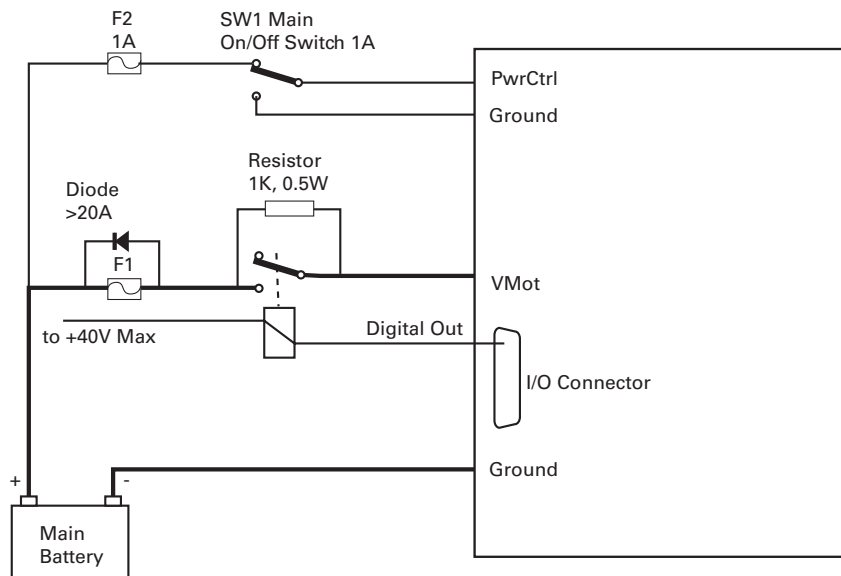 F2
1A
SW1 Main
On/Off Switch 1A
PwrCtrl
Ground
Resistor
1K, 0.5W
Diode
>20A
F1
VMot
to +40V Max
Digital Out
I/O Connector
Ground
+
-
Main
Battery